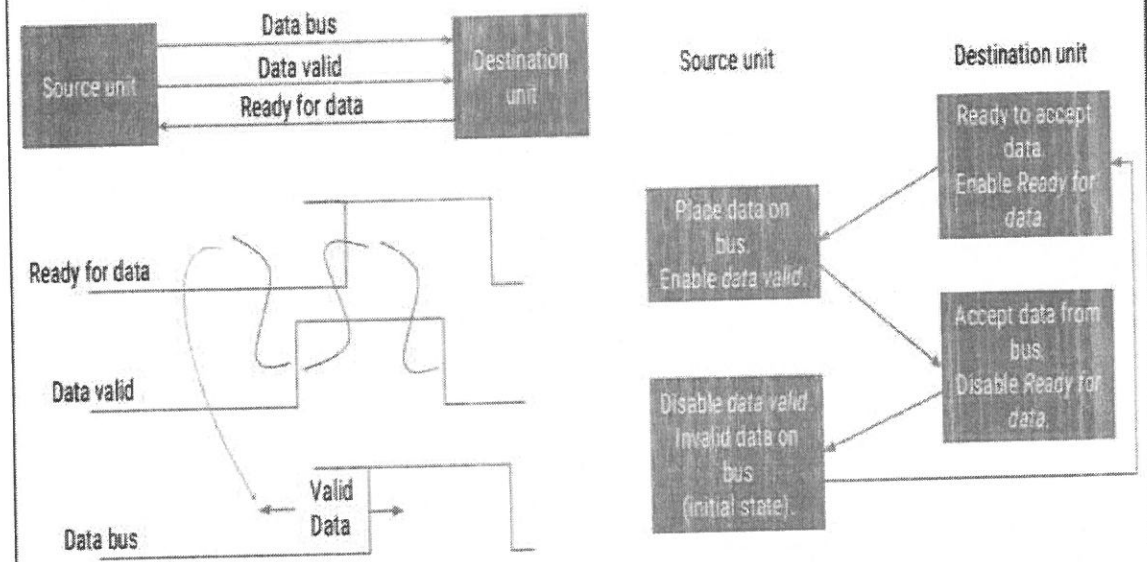 Data bus
Source unit
Data valid
Destination
unit
Ready for data
Ready for data
Data valid
Valid
Data
Data bus
Source unit
Destination unit
Ready to accept
data.
Enable Ready for
data.
Place data on
bus.
Enable data valid.
Accept data from
bus.
Disable Ready for
data.
Disable data valid.
Invalid data on
bus
(initial state).